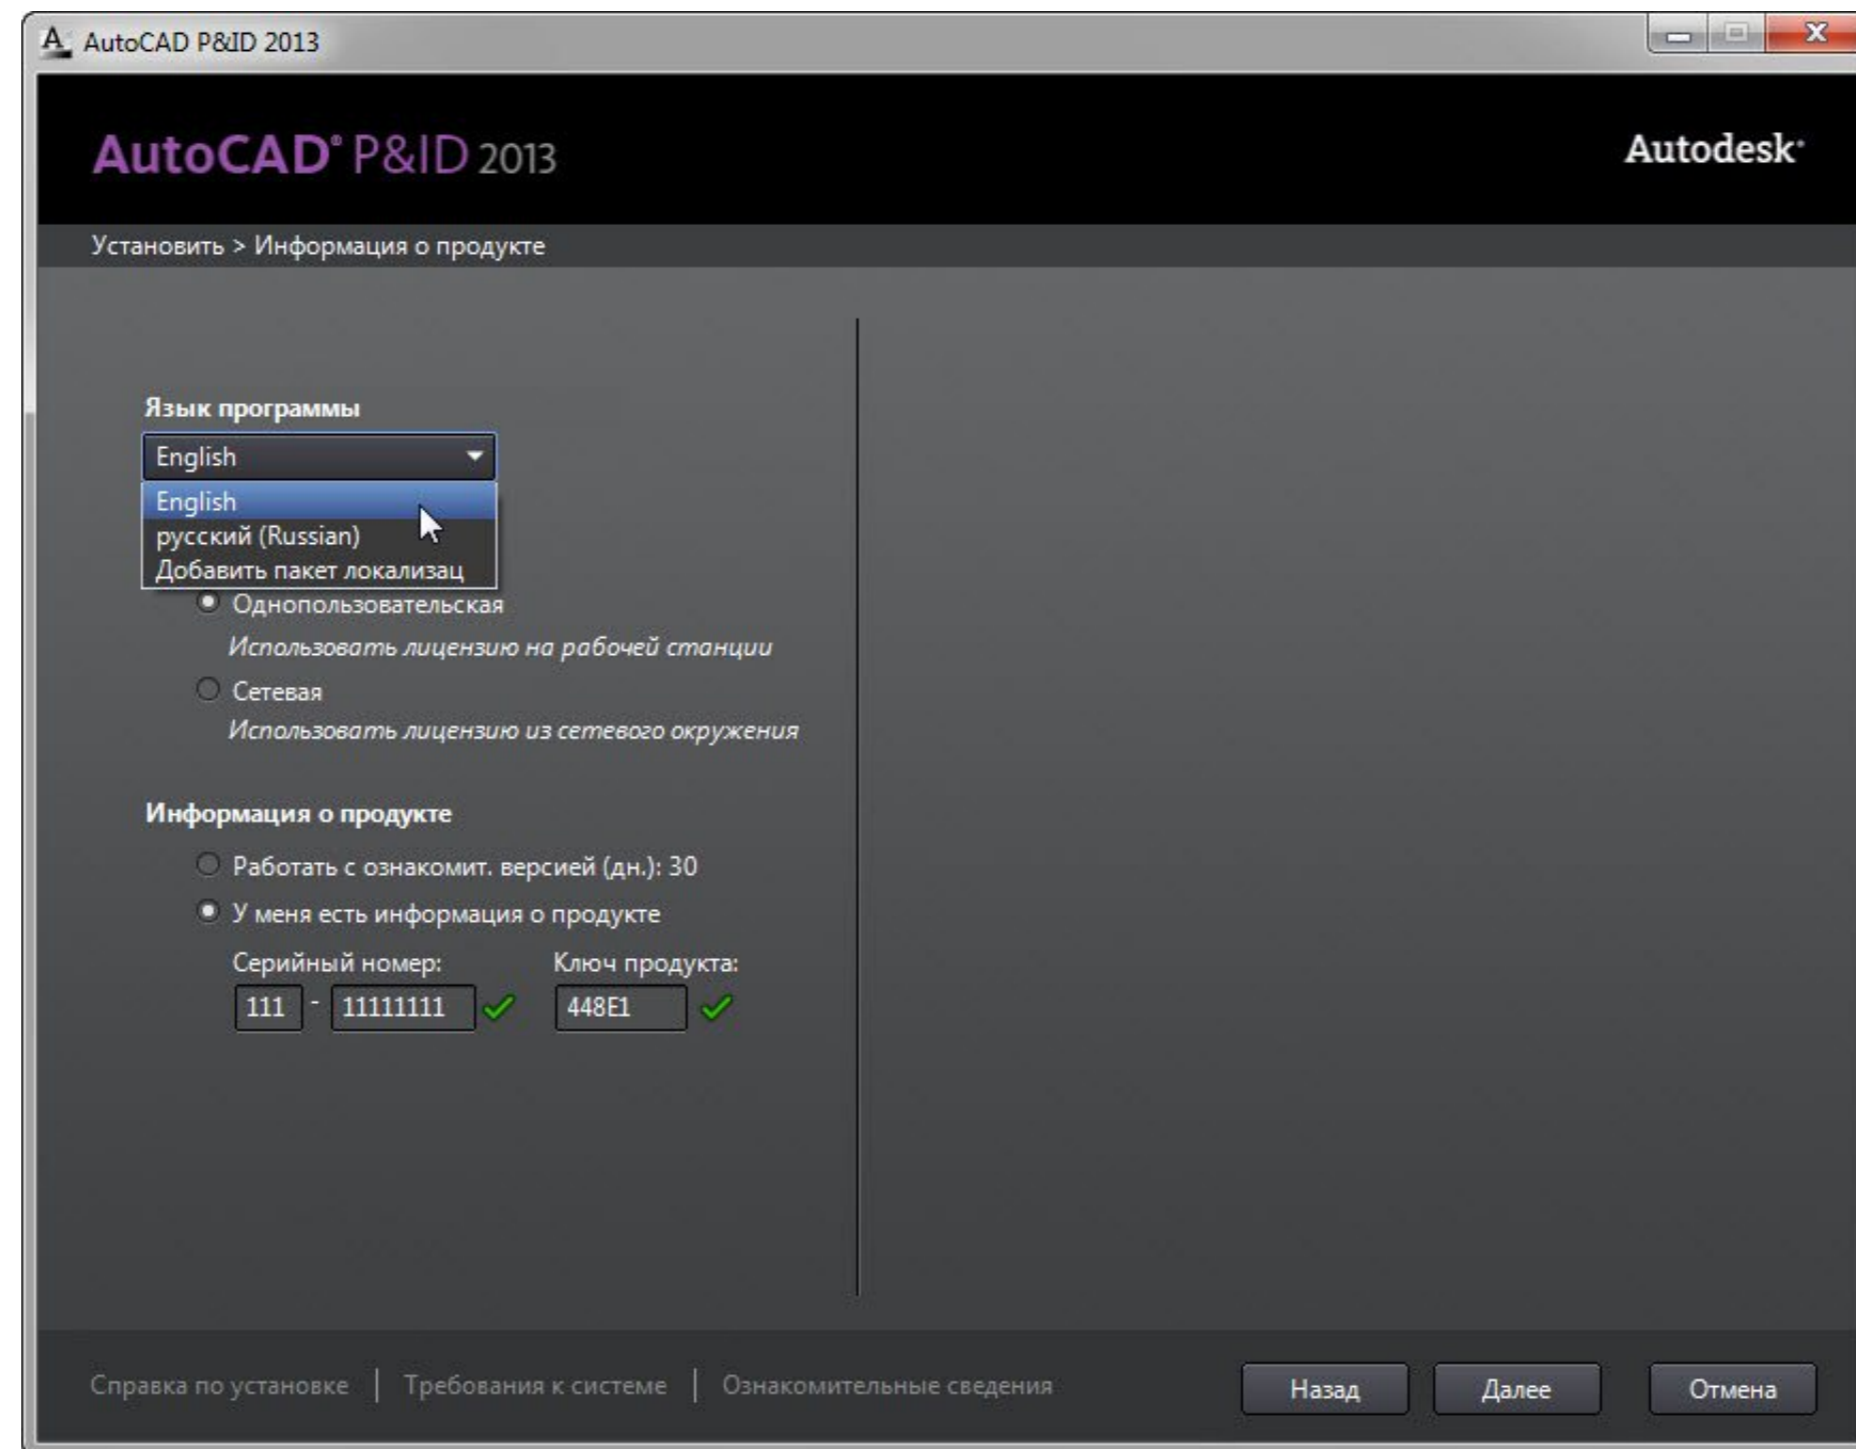 AutoCAD P&ID 2013
AutoCAD® P&ID 2013
Autodesk®
Установить > Информация о продукте
Язык программы
English
English
русский (Russian)
Добавить пакет локализац
Однопользовательская
Использовать лицензию на рабочей станции
Сетевая
Использовать лицензию из сетевого окружения
Информация о продукте
Работать с ознакомит. версией (дн.): 30
У меня есть информация о продукте
Серийный номер: Ключ продукта:
111 - 11111111 448E1
Справка по установке | Требования к системе | Ознакомительные сведения Назад Далее Отмена